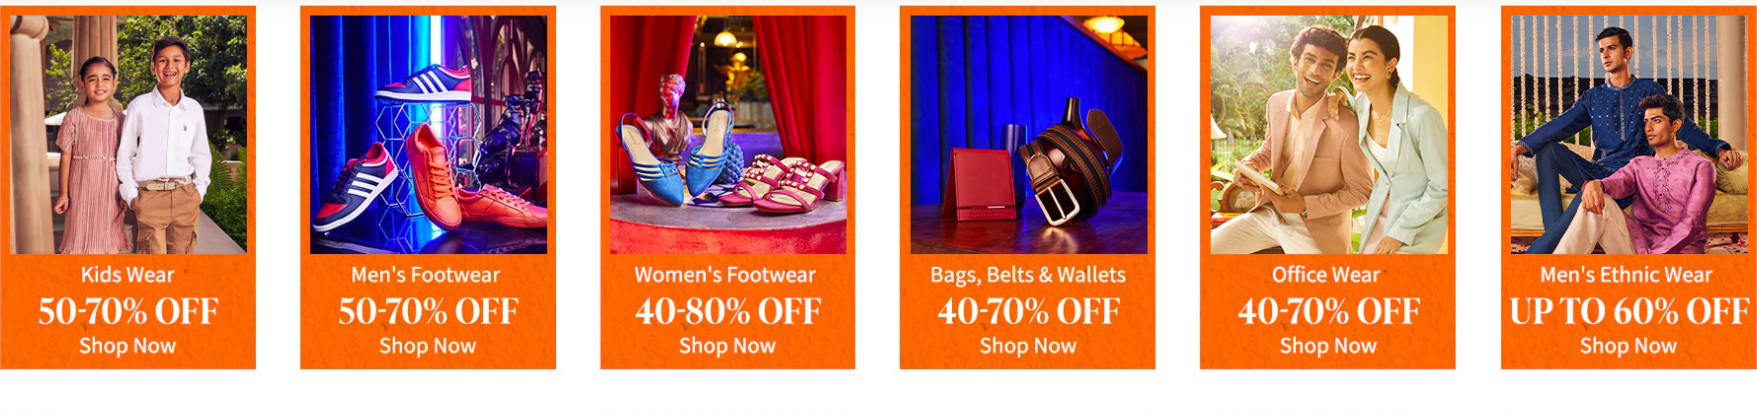 Kids Wear
50-70% OFF
Shop Now
Men's Footwear
50-70% OFF
Shop Now
Women's Footwear
40-80% OFF
Shop Now
Bags, Belts & Wallets
40-70% OFF
Shop Now
Office Wear
40-70% OFF
Shop Now
Men's Ethnic Wear
UP TO 60% OFF
Shop Now